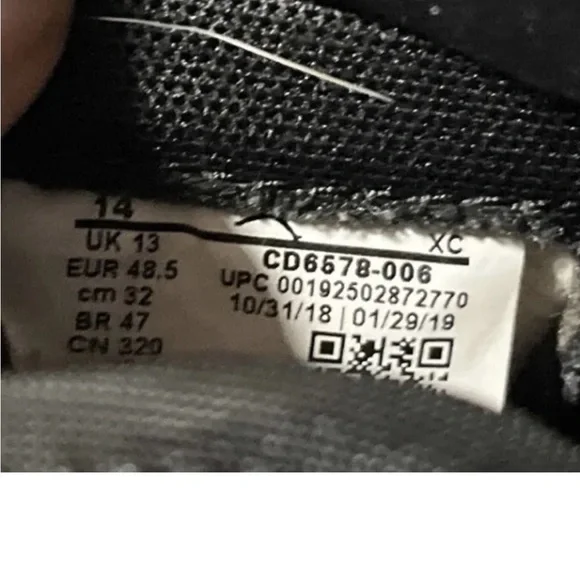 14
XC
UK 13
CD6578-006
EUR 48.5
UPC 00192502872770
cm 32
10/31/18 | 01/29/19
BR 47
CN 320